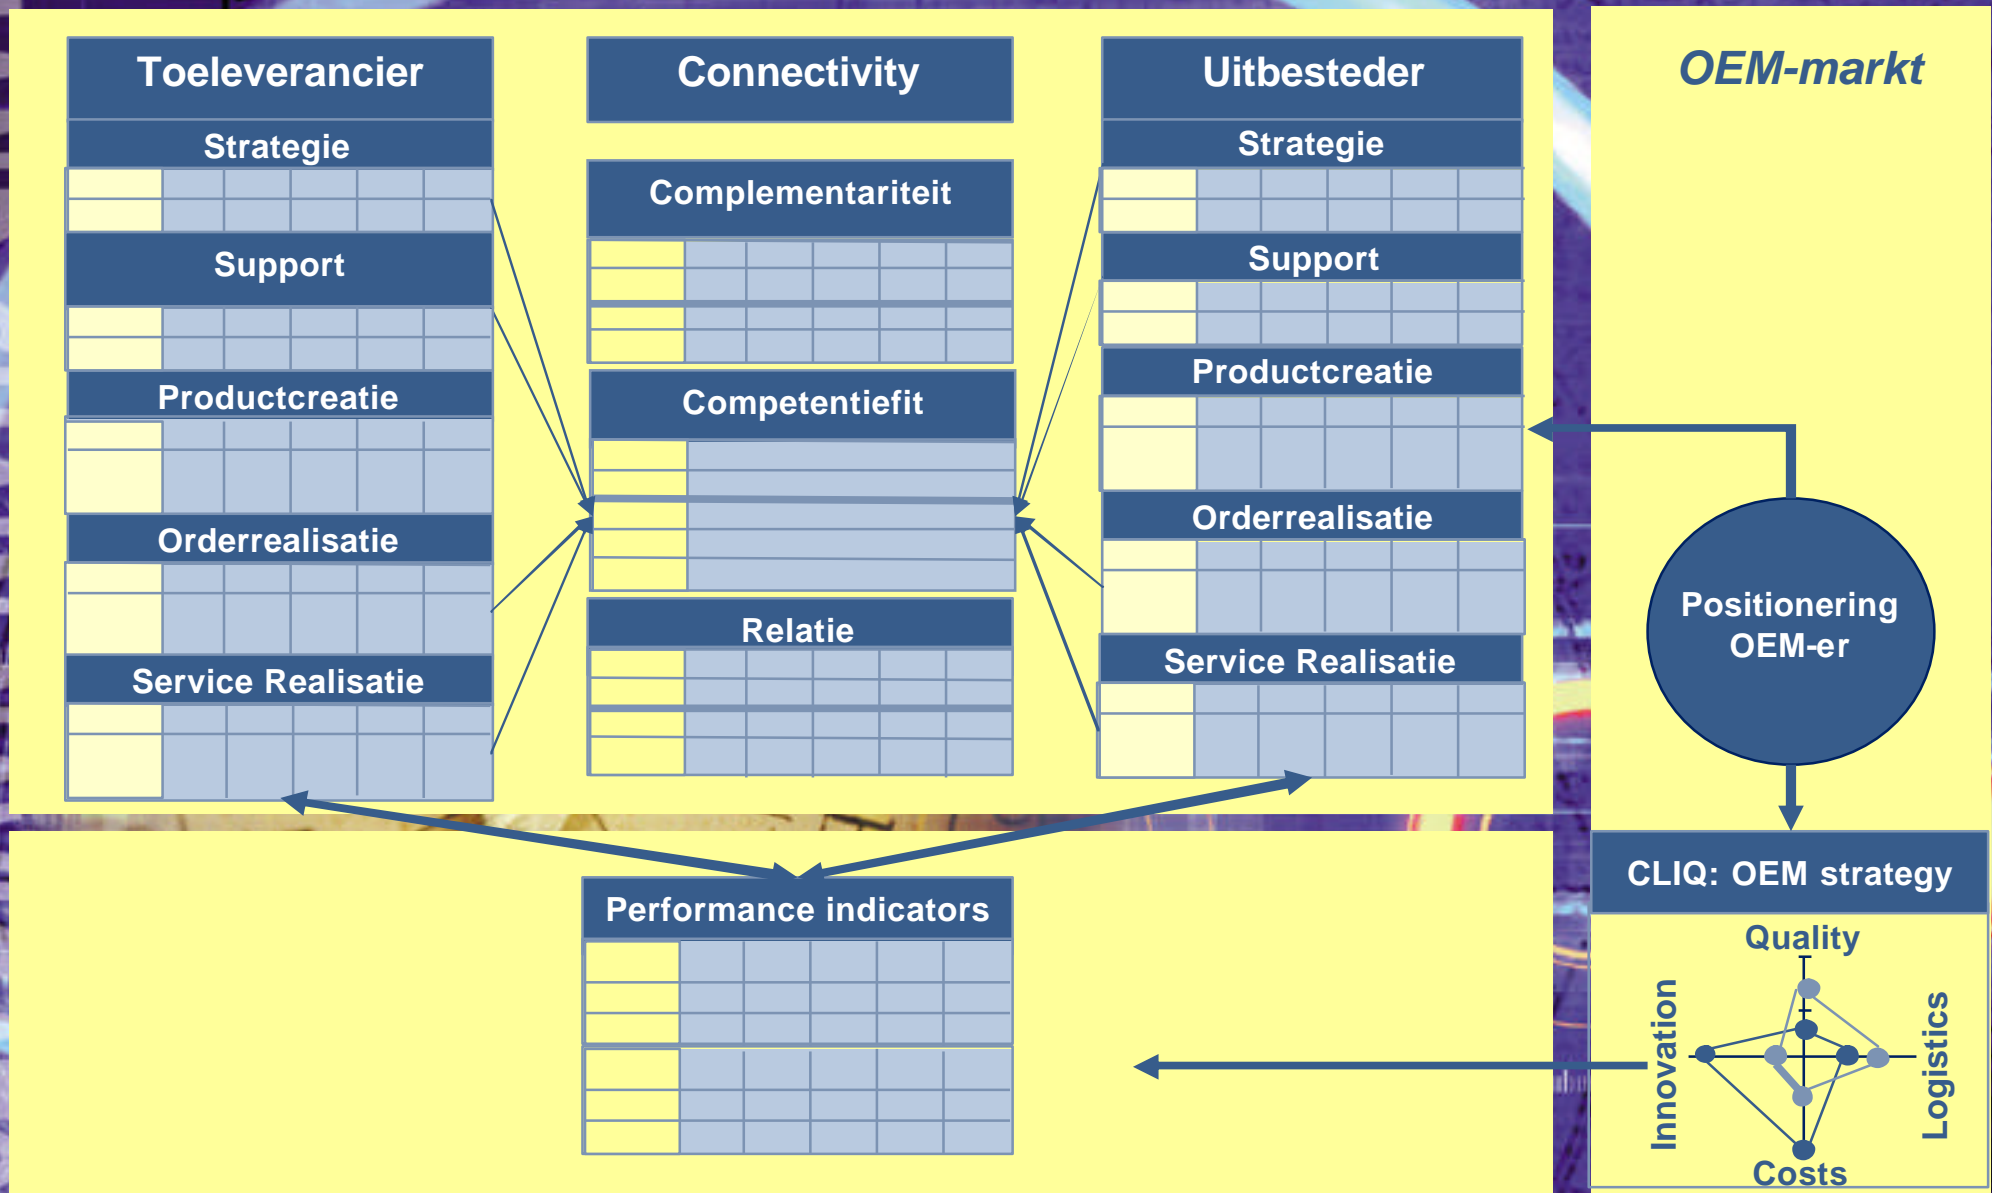 Toeleverancier
Strategie
Support
Productcreatie
Orderrealisatie
Service Realisatie
Connectivity
Complementariteit
Competentiefit
Relatie
Uitbesteder
Strategie
Support
Productcreatie
Orderrealisatie
Service Realisatie
OEM-markt
Positionering
OEM-er
Performance indicators
CLIQ: OEM strategy
Quality
Innovation
Logistics
Costs